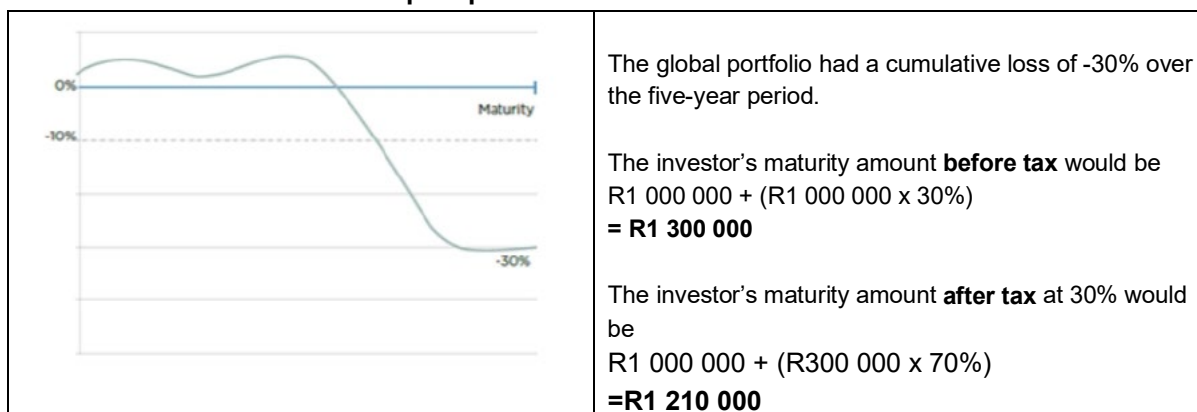 0%
Maturity
-10%
-30%
The global portfolio had a cumulative loss of -30% over
the five-year period.
The investor’s maturity amount before tax would be
R1 000 000 + (R1 000 000 x 30%)
= R1 300 000
The investor’s maturity amount after tax at 30% would
be
R1 000 000 + (R300 000 x 70%)
=R1 210 000